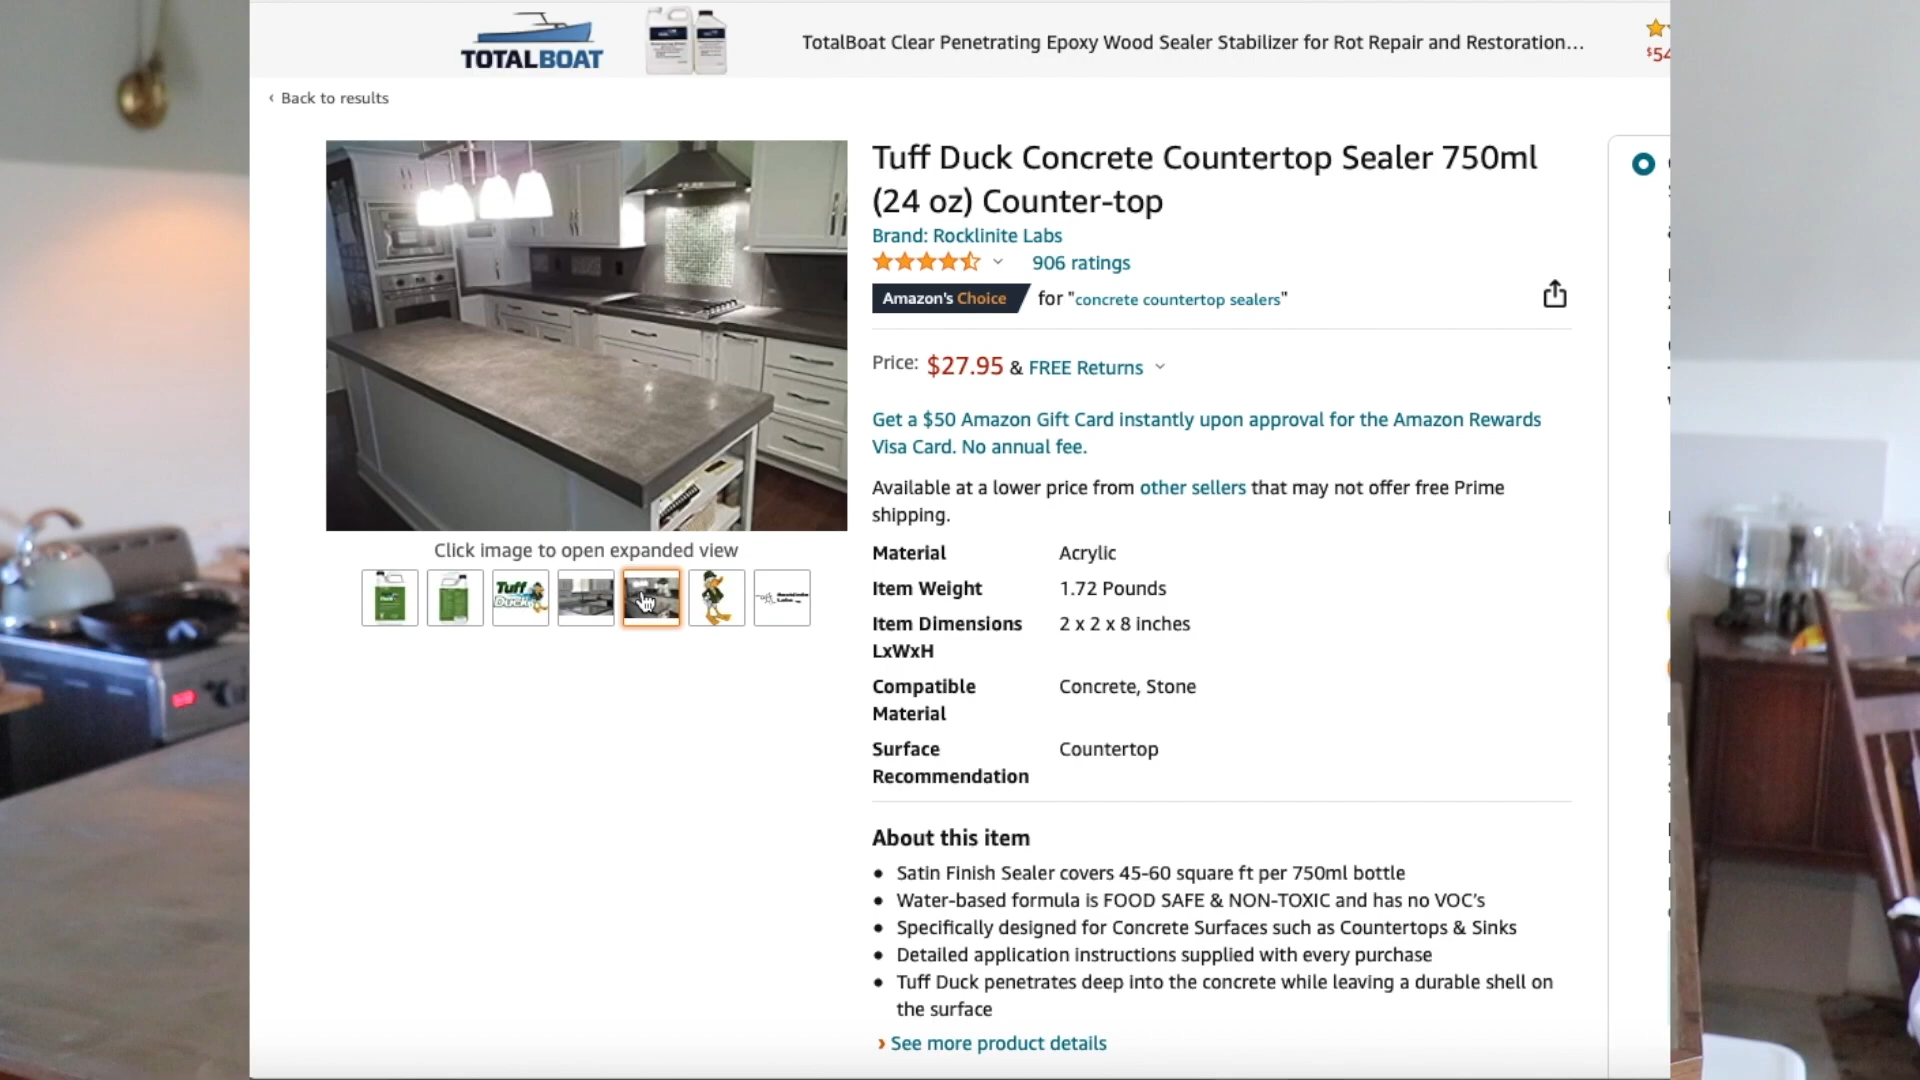 TOTALBOAT
TotalBoat Clear Penetrating Epoxy Wood Sealer Stabilizer for Rot Repair and Restoration...
$54
‹ Back to results
Tuff Duck Concrete Countertop Sealer 750ml
(24 oz) Counter-top
Brand: Rocklinite Labs
906 ratings
Amazon's Choice for "concrete countertop sealers"
Price: $27.95 & FREE Returns
Get a $50 Amazon Gift Card instantly upon approval for the Amazon Rewards
Visa Card. No annual fee.
Available at a lower price from other sellers that may not offer free Prime
shipping.
Click image to open expanded view
Tuff
Duck
Material Acrylic
Item Weight 1.72 Pounds
Item Dimensions 2 x 2 x 8 inches
LxWxH
Compatible Concrete, Stone
Material
Surface Countertop
Recommendation
About this item
• Satin Finish Sealer covers 45-60 square ft per 750ml bottle
• Water-based formula is FOOD SAFE & NON-TOXIC and has no VOC's
• Specifically designed for Concrete Surfaces such as Countertops & Sinks
• Detailed application instructions supplied with every purchase
• Tuff Duck penetrates deep into the concrete while leaving a durable shell on
the surface
› See more product details